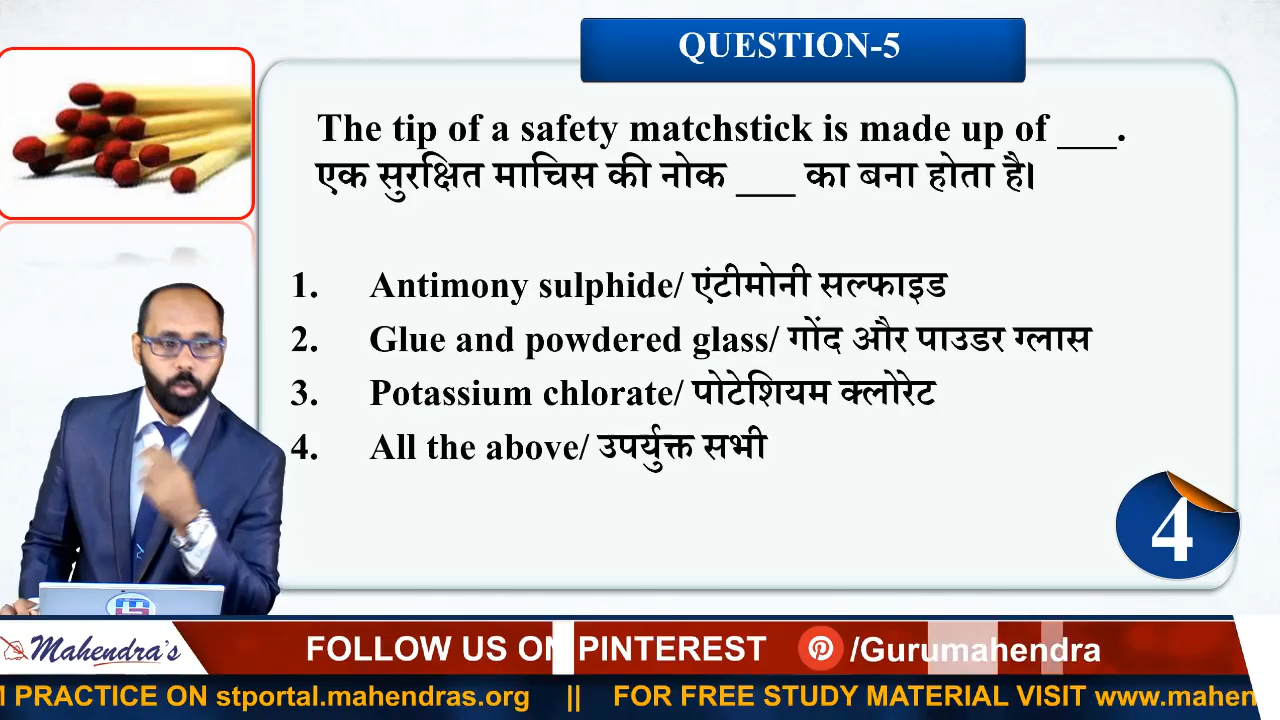 QUESTION-5
The tip of a safety matchstick is made up of ___.
एक सुरक्षित माचिस की नोक ___ का बना होता है।
1. Antimony sulphide/ एंटीमोनी सल्फाइड
2. Glue and powdered glass/ गोंद और पाउडर ग्लास
3. Potassium chlorate/ पोटेशियम क्लोरेट
4. All the above/ उपर्युक्त सभी
4
Mahendra's FOLLOW US ON PINTEREST /Gurumahendra
PRACTICE ON stportal.mahendras.org || FOR FREE STUDY MATERIAL VISIT www.mahen